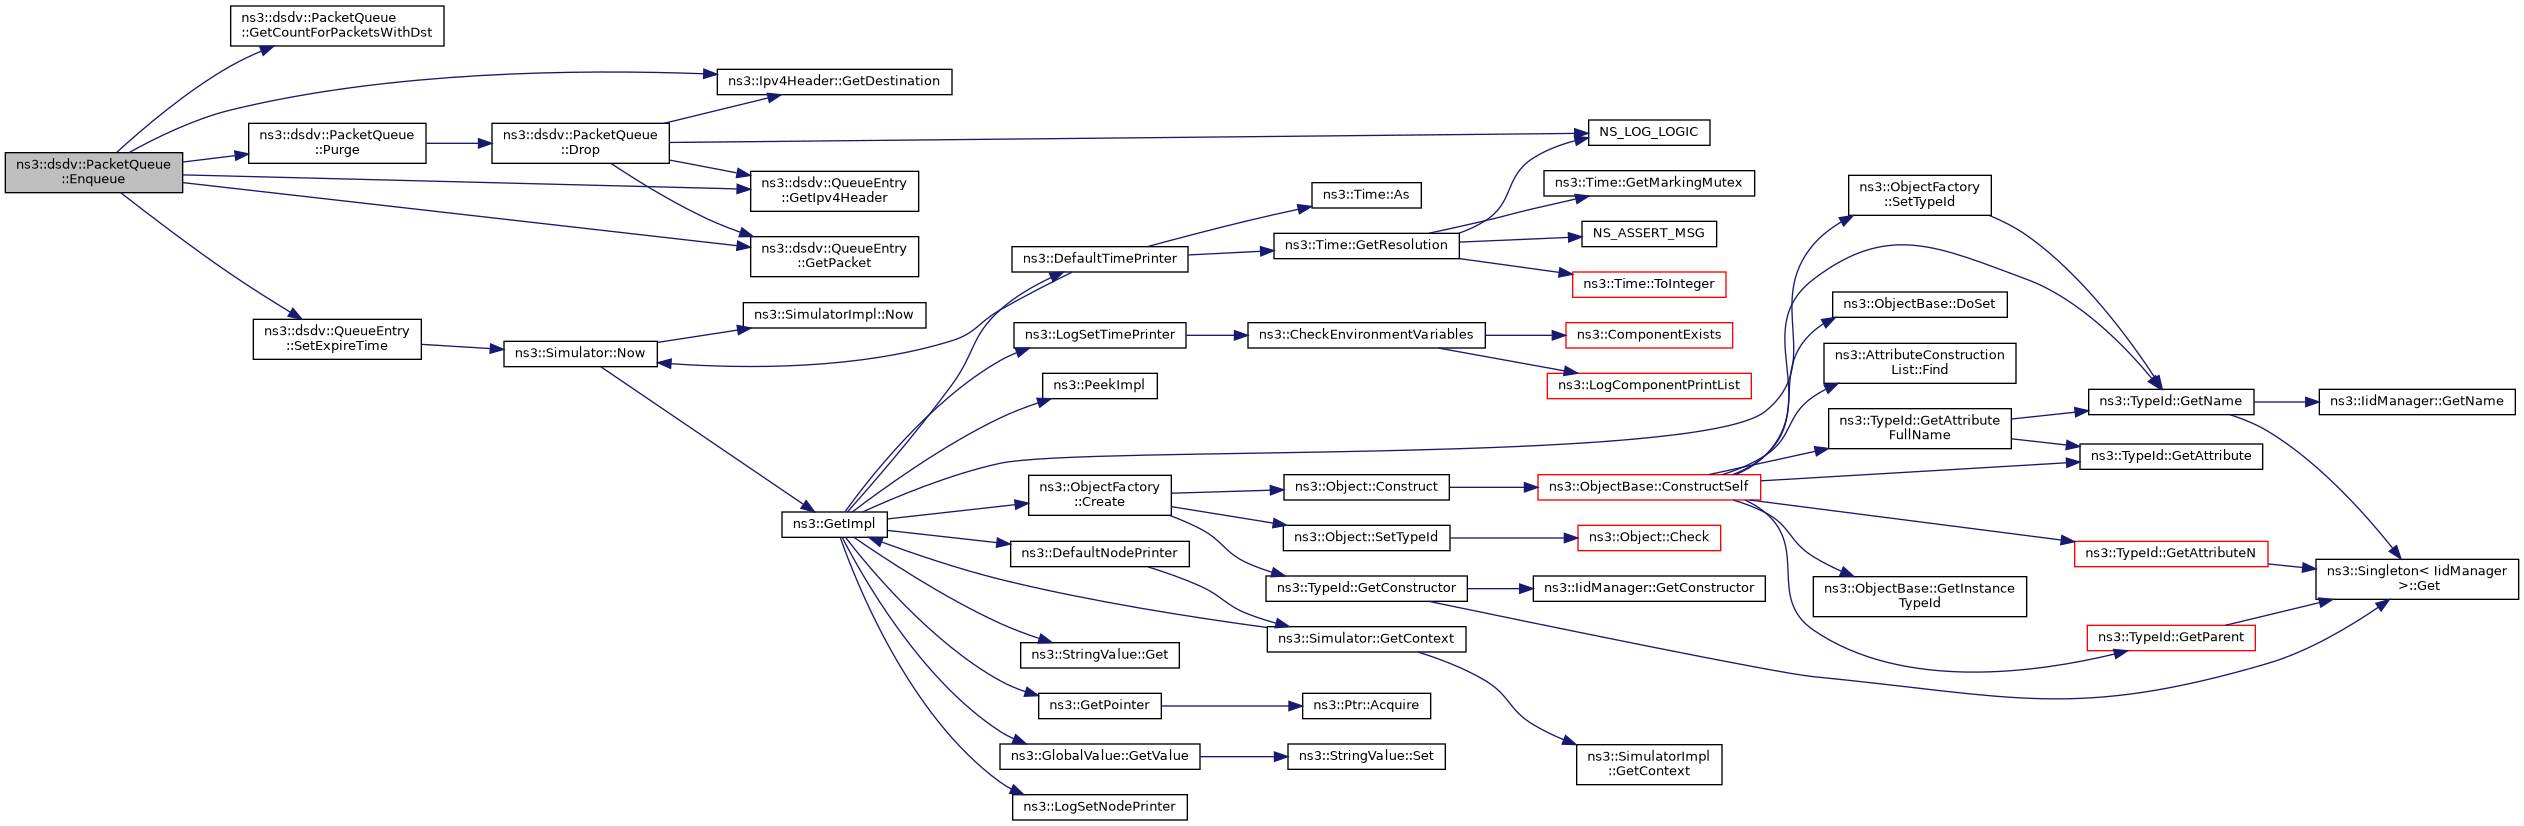 ns3::dsdv::PacketQueue
::Enqueue
ns3::dsdv::PacketQueue
::GetCountForPacketsWithDst
ns3::Ipv4Header::GetDestination
ns3::dsdv::PacketQueue
::Purge
ns3::dsdv::PacketQueue
::Drop
ns3::dsdv::QueueEntry
::GetIpv4Header
ns3::dsdv::QueueEntry
::GetPacket
ns3::dsdv::QueueEntry
::SetExpireTime
ns3::Simulator::Now
ns3::SimulatorImpl::Now
ns3::GetImpl
NS_LOG_LOGIC
ns3::Time::As
ns3::Time::GetMarkingMutex
ns3::DefaultTimePrinter
ns3::Time::GetResolution
NS_ASSERT_MSG
ns3::Time::ToInteger
ns3::LogSetTimePrinter
ns3::CheckEnvironmentVariables
ns3::ComponentExists
ns3::LogComponentPrintList
ns3::PeekImpl
ns3::ObjectFactory
::Create
ns3::Object::Construct
ns3::ObjectBase::ConstructSelf
ns3::Object::SetTypeId
ns3::Object::Check
ns3::DefaultNodePrinter
ns3::TypeId::GetConstructor
ns3::IidManager::GetConstructor
ns3::Simulator::GetContext
ns3::StringValue::Get
ns3::GetPointer
ns3::Ptr::Acquire
ns3::GlobalValue::GetValue
ns3::StringValue::Set
ns3::SimulatorImpl
::GetContext
ns3::LogSetNodePrinter
ns3::ObjectFactory
::SetTypeId
ns3::ObjectBase::DoSet
ns3::AttributeConstruction
List::Find
ns3::TypeId::GetAttribute
FullName
ns3::TypeId::GetName
ns3::IidManager::GetName
ns3::TypeId::GetAttribute
ns3::TypeId::GetAttributeN
ns3::ObjectBase::GetInstance
TypeId
ns3::Singleton< IidManager
>::Get
ns3::TypeId::GetParent